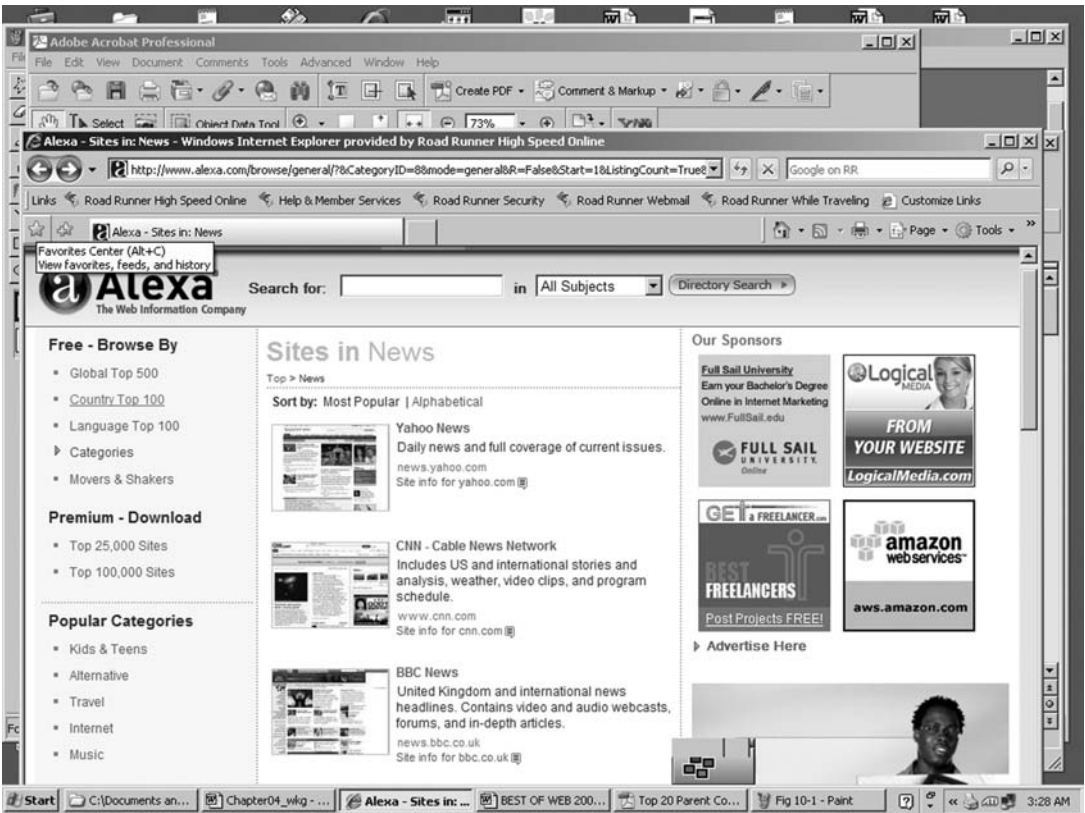 Adobe Acrobat Professional
File Edit View Document Comments Tools Advanced Window Help
Create PDF Comment & Markup
Select Object Data Tool 73%
Alexa - Sites in: News - Windows Internet Explorer provided by Road Runner High Speed Online
http://www.alexa.com/browse/general/?&CategoryID=8&mode=general&R=False&Start=1&ListingCount=True&
Google on RR
Links Road Runner High Speed Online Help & Member Services Road Runner Security Road Runner Webmail Road Runner While Traveling Customize Links
Alexa - Sites in: News
Page Tools
Favorites Center (Alt+C)
View favorites, feeds, and history
Alexa
The Web Information Company
Search for: in All Subjects Directory Search
Free - Browse By
Global Top 500
Country Top 100
Language Top 100
Categories
Movers & Shakers
Premium - Download
Top 25,000 Sites
Top 100,000 Sites
Popular Categories
Kids & Teens
Alternative
Travel
Internet
Music
Sites in News
Top > News
Sort by: Most Popular | Alphabetical
Yahoo News
Daily news and full coverage of current issues.
news.yahoo.com
Site info for yahoo.com
CNN - Cable News Network
Includes US and international stories and
analysis, weather, video clips, and program
schedule.
www.cnn.com
Site info for cnn.com
BBC News
United Kingdom and international news
headlines. Contains video and audio webcasts,
forums, and in-depth articles.
news.bbc.co.uk
Site info for bbc.co.uk
Our Sponsors
Full Sail University
Earn your Bachelor's Degree
Online in Internet Marketing
www.FullSail.edu
FULL SAIL
UNIVERSITY.
Online
Logical
MEDIA
FROM
YOUR WEBSITE
LogicalMedia.com
GET a FREELANCER.com
BEST
FREELANCERS
Post Projects FREE!
amazon
webservices™
aws.amazon.com
Advertise Here
Start C:\Documents an... Chapter04_wkg - ... Alexa - Sites in: ... BEST OF WEB 200... Top 20 Parent Co... Fig 10-1 - Paint 3:28 AM